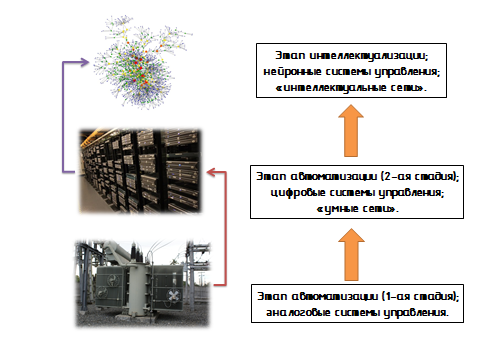 Этап интеллектуализации;
нейронные системы управления;
«интеллектуальные сети».
Этап автоматизации (2-ая стадия);
цифровые системы управления;
«умные сети».
Этап автоматизации (1-ая стадия);
аналоговые системы управления.